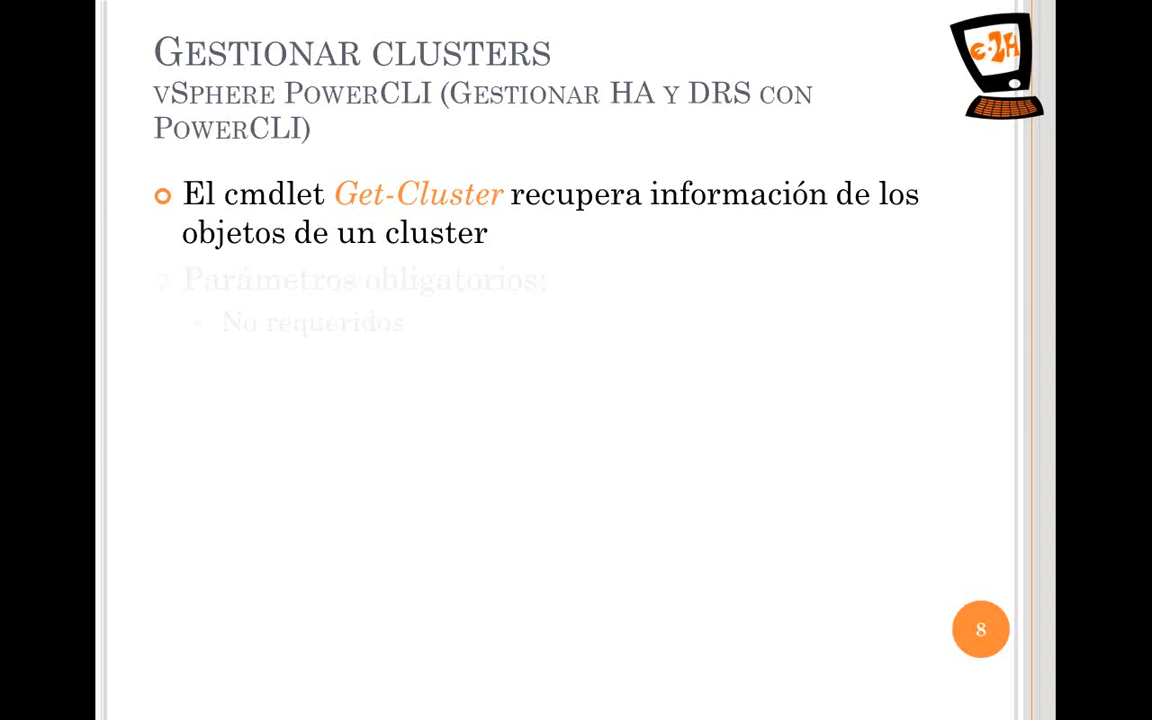 GESTIONAR CLUSTERS
VSPHERE POWERCLI (GESTIONAR HA Y DRS CON
POWERCLI)
El cmdlet Get-Cluster recupera información de los
objetos de un cluster
Parámetros obligatorios:
No requeridos
e·2H
8